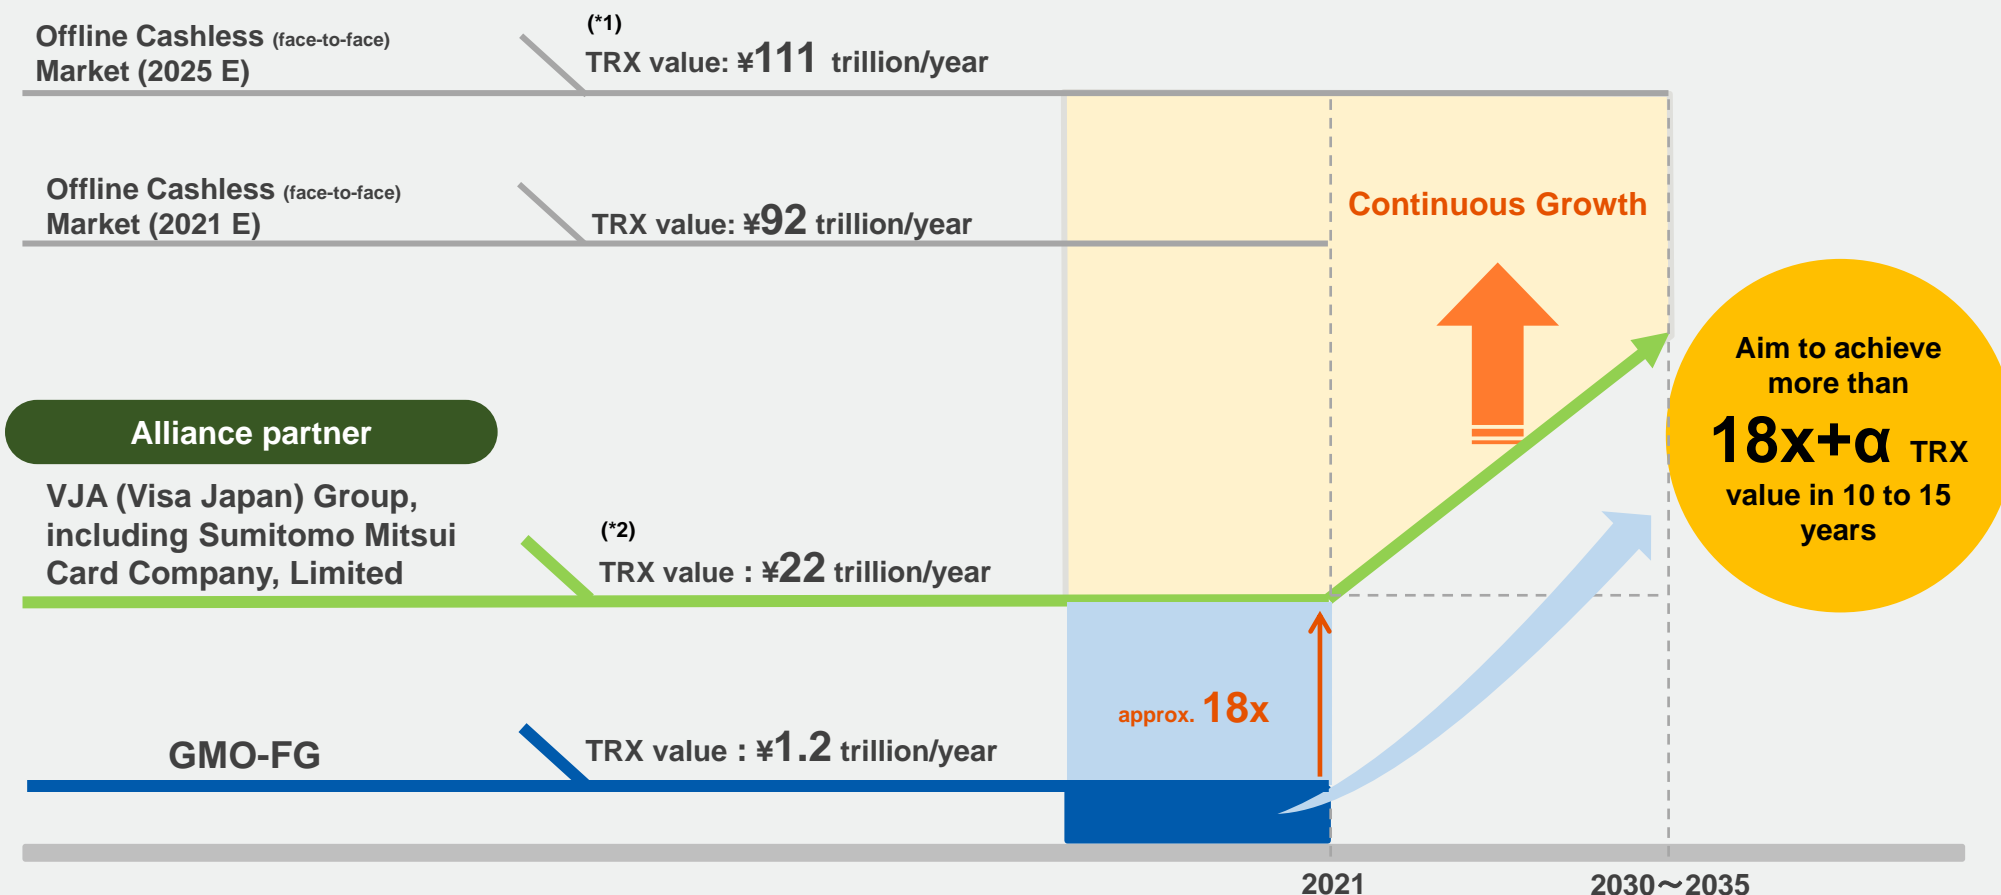 Offline Cashless (face-to-face)
Market (2025 E)
(*1)
TRX value: ¥111 trillion/year
Offline Cashless (face-to-face)
Market (2021 E)
TRX value: ¥92 trillion/year
Continuous Growth
Alliance partner
VJA (Visa Japan) Group,
including Sumitomo Mitsui
Card Company, Limited
(*2)
TRX value : ¥22 trillion/year
Aim to achieve
more than
18x+α TRX
value in 10 to 15
years
approx. 18x
GMO-FG
TRX value : ¥1.2 trillion/year
2021
2030～2035